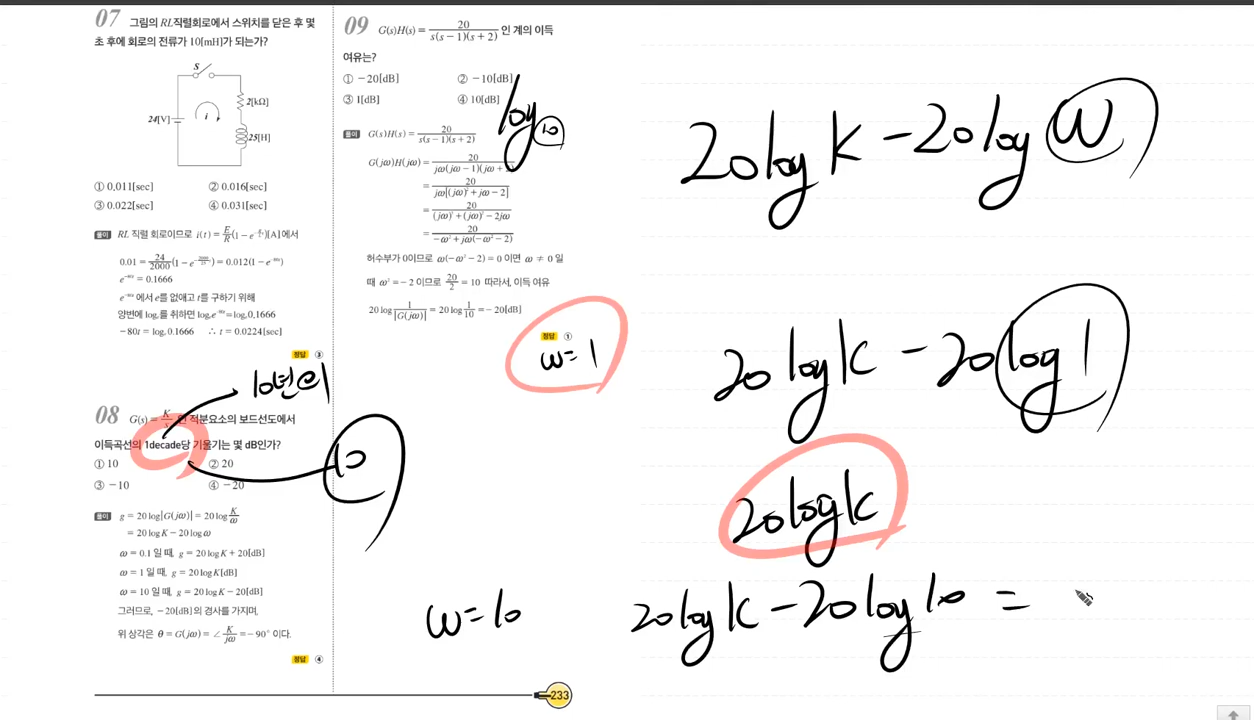 07 그림의 RL직렬회로에서 스위치를 닫은 후 몇
초 후에 회로의 전류가 10[mH]가 되는가?
S
24[V]
i
2[kΩ]
25[H]
① 0.011[sec] ② 0.016[sec]
③ 0.022[sec] ④ 0.031[sec]
풀이 RL 직렬 회로이므로 i(t) = E/R(1 − e^) [A]에서
0.01 = 24/2000 (1 − e^) = 0.012(1 − e^)
= 0.1666
에서 e를 없애고 t를 구하기 위해
양변에 log를 취하면
−80t = log_e 0.1666 ∴ t = 0.0224[sec]
정답 ③
10년의
08 G(s) = K 적분요소의 보드선도에서
이득곡선의 1decade당 기울기는 몇 dB인가?
① 10 ② 20
③ −10 ④ −20
10
풀이 g = 20 log|G(jω)| = 20 log K/ω
= 20 log K − 20 log ω
ω = 0.1 일 때, g = 20 log K + 20[dB]
ω = 1 일 때, g = 20 log K[dB]
ω = 10 일 때, g = 20 log K − 20[dB]
그러므로, −20[dB]의 경사를 가지며,
위 상각은 θ = G(jω) = ∠ K/jω = −90° 이다.
정답 ④
09 G(s)H(s) = 20/s(s − 1)(s + 2) 인 계의 이득
여유는?
① −20[dB] ② −10[dB]
③ 1[dB] ④ 10[dB]
log 10
풀이 G(s)H(s) = 20/s(s − 1)(s + 2)
G(jω)H(jω) = 20/jω(jω − 1)(jω +
= 20/jω[(jω)² + jω − 2]
= 20/(jω)³ + (jω)² − 2jω
= 20/−ω² + jω(−ω² − 2)
허수부가 0이므로 ω(−ω² − 2) = 0 이면 ω ≠ 0 일
때 ω² = −2 이므로 20/2 = 10 따라서, 이득 여유
20 log 1/|G(jω)| = 20 log 1/10 = −20[dB]
정답 ①
w = 1
20 log K − 20 log w
20 log K − 20 log 1
20 log K
w = 10
20 log K − 20 log 10 =
233